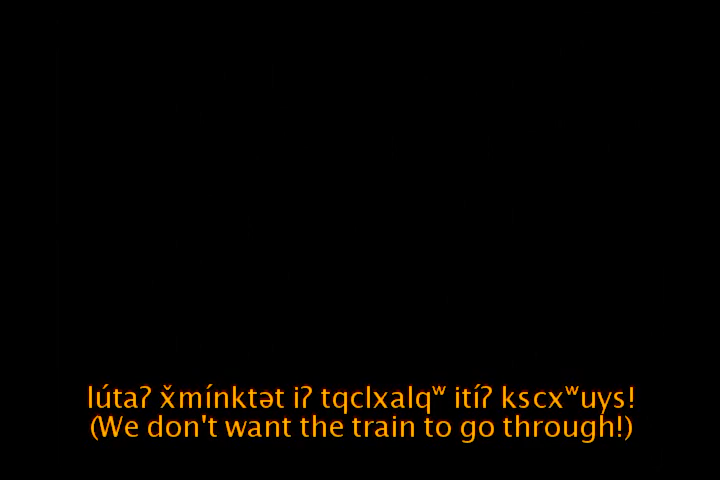 lútaʔ x̌mínktət iʔ tqclxalqʷ itíʔ kscxʷuys!
(We don't want the train to go through!)